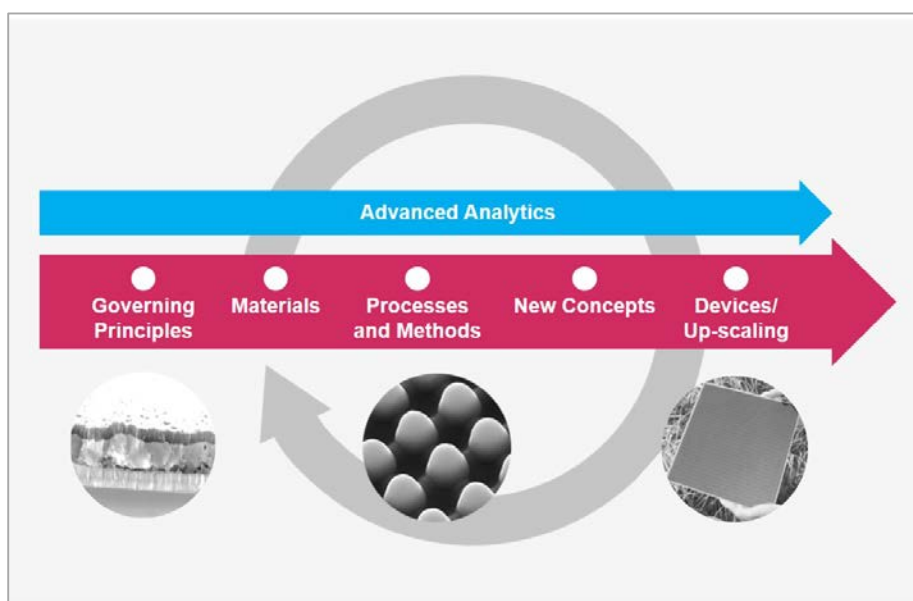 Advanced Analytics
Governing
Principles
Materials
Processes
and Methods
New Concepts
Devices/
Up-scaling